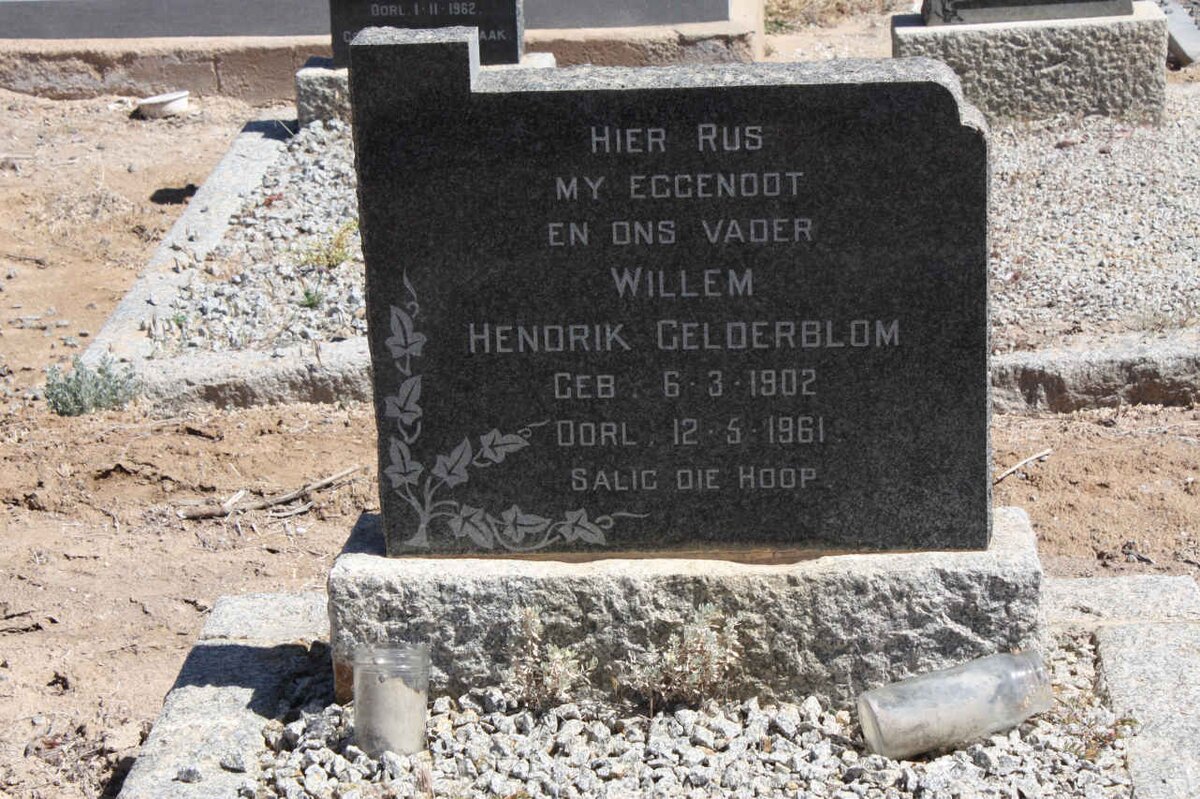 OORL. 1·11·1962.
AAK.
HIER RUS
MY EGGENOOT
EN ONS VADER
WILLEM
HENDRIK GELDERBLOM
GEB. 6·3·1902
OORL. 12·5·1961.
SALIG DIE HOOP.